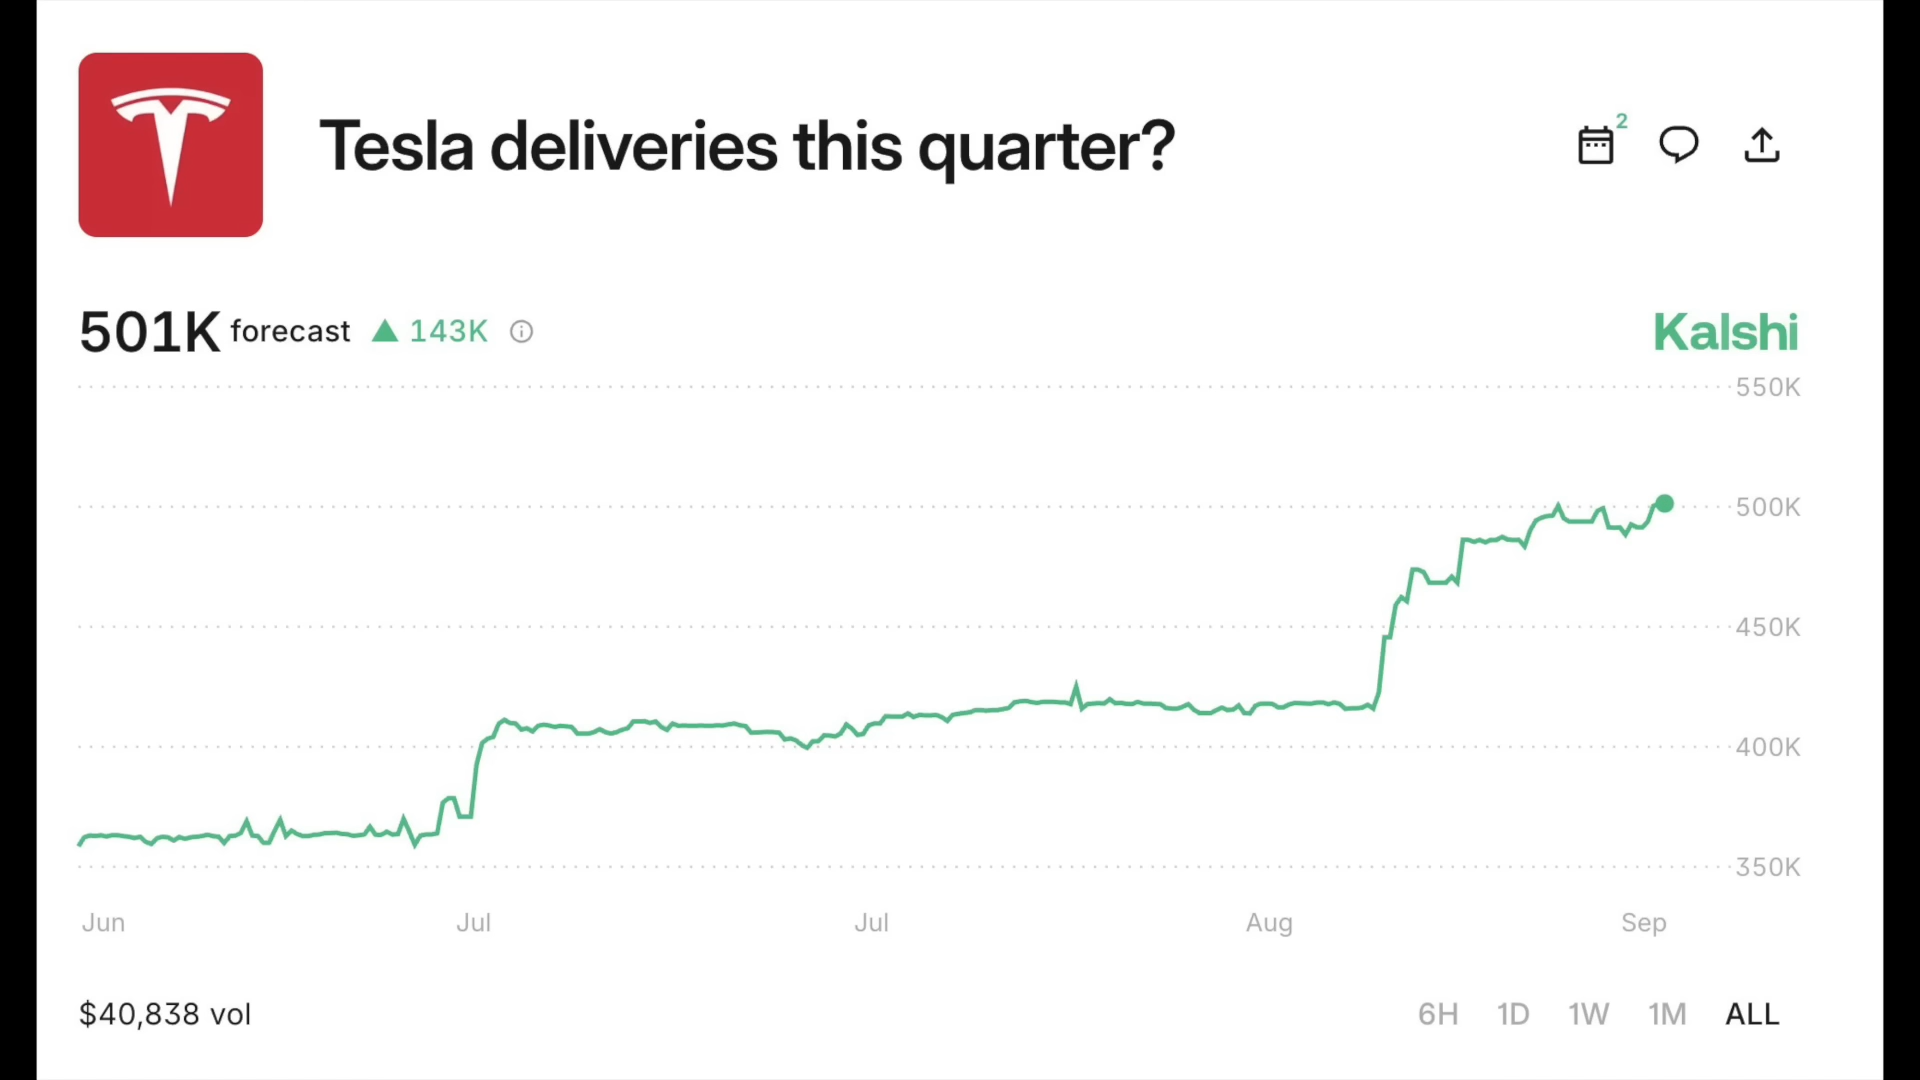 Tesla deliveries this quarter?
2
501K forecast ▲ 143K
Kalshi
550K
500K
450K
400K
350K
Jun Jul Jul Aug Sep
$40,838 vol
6H 1D 1W 1M ALL